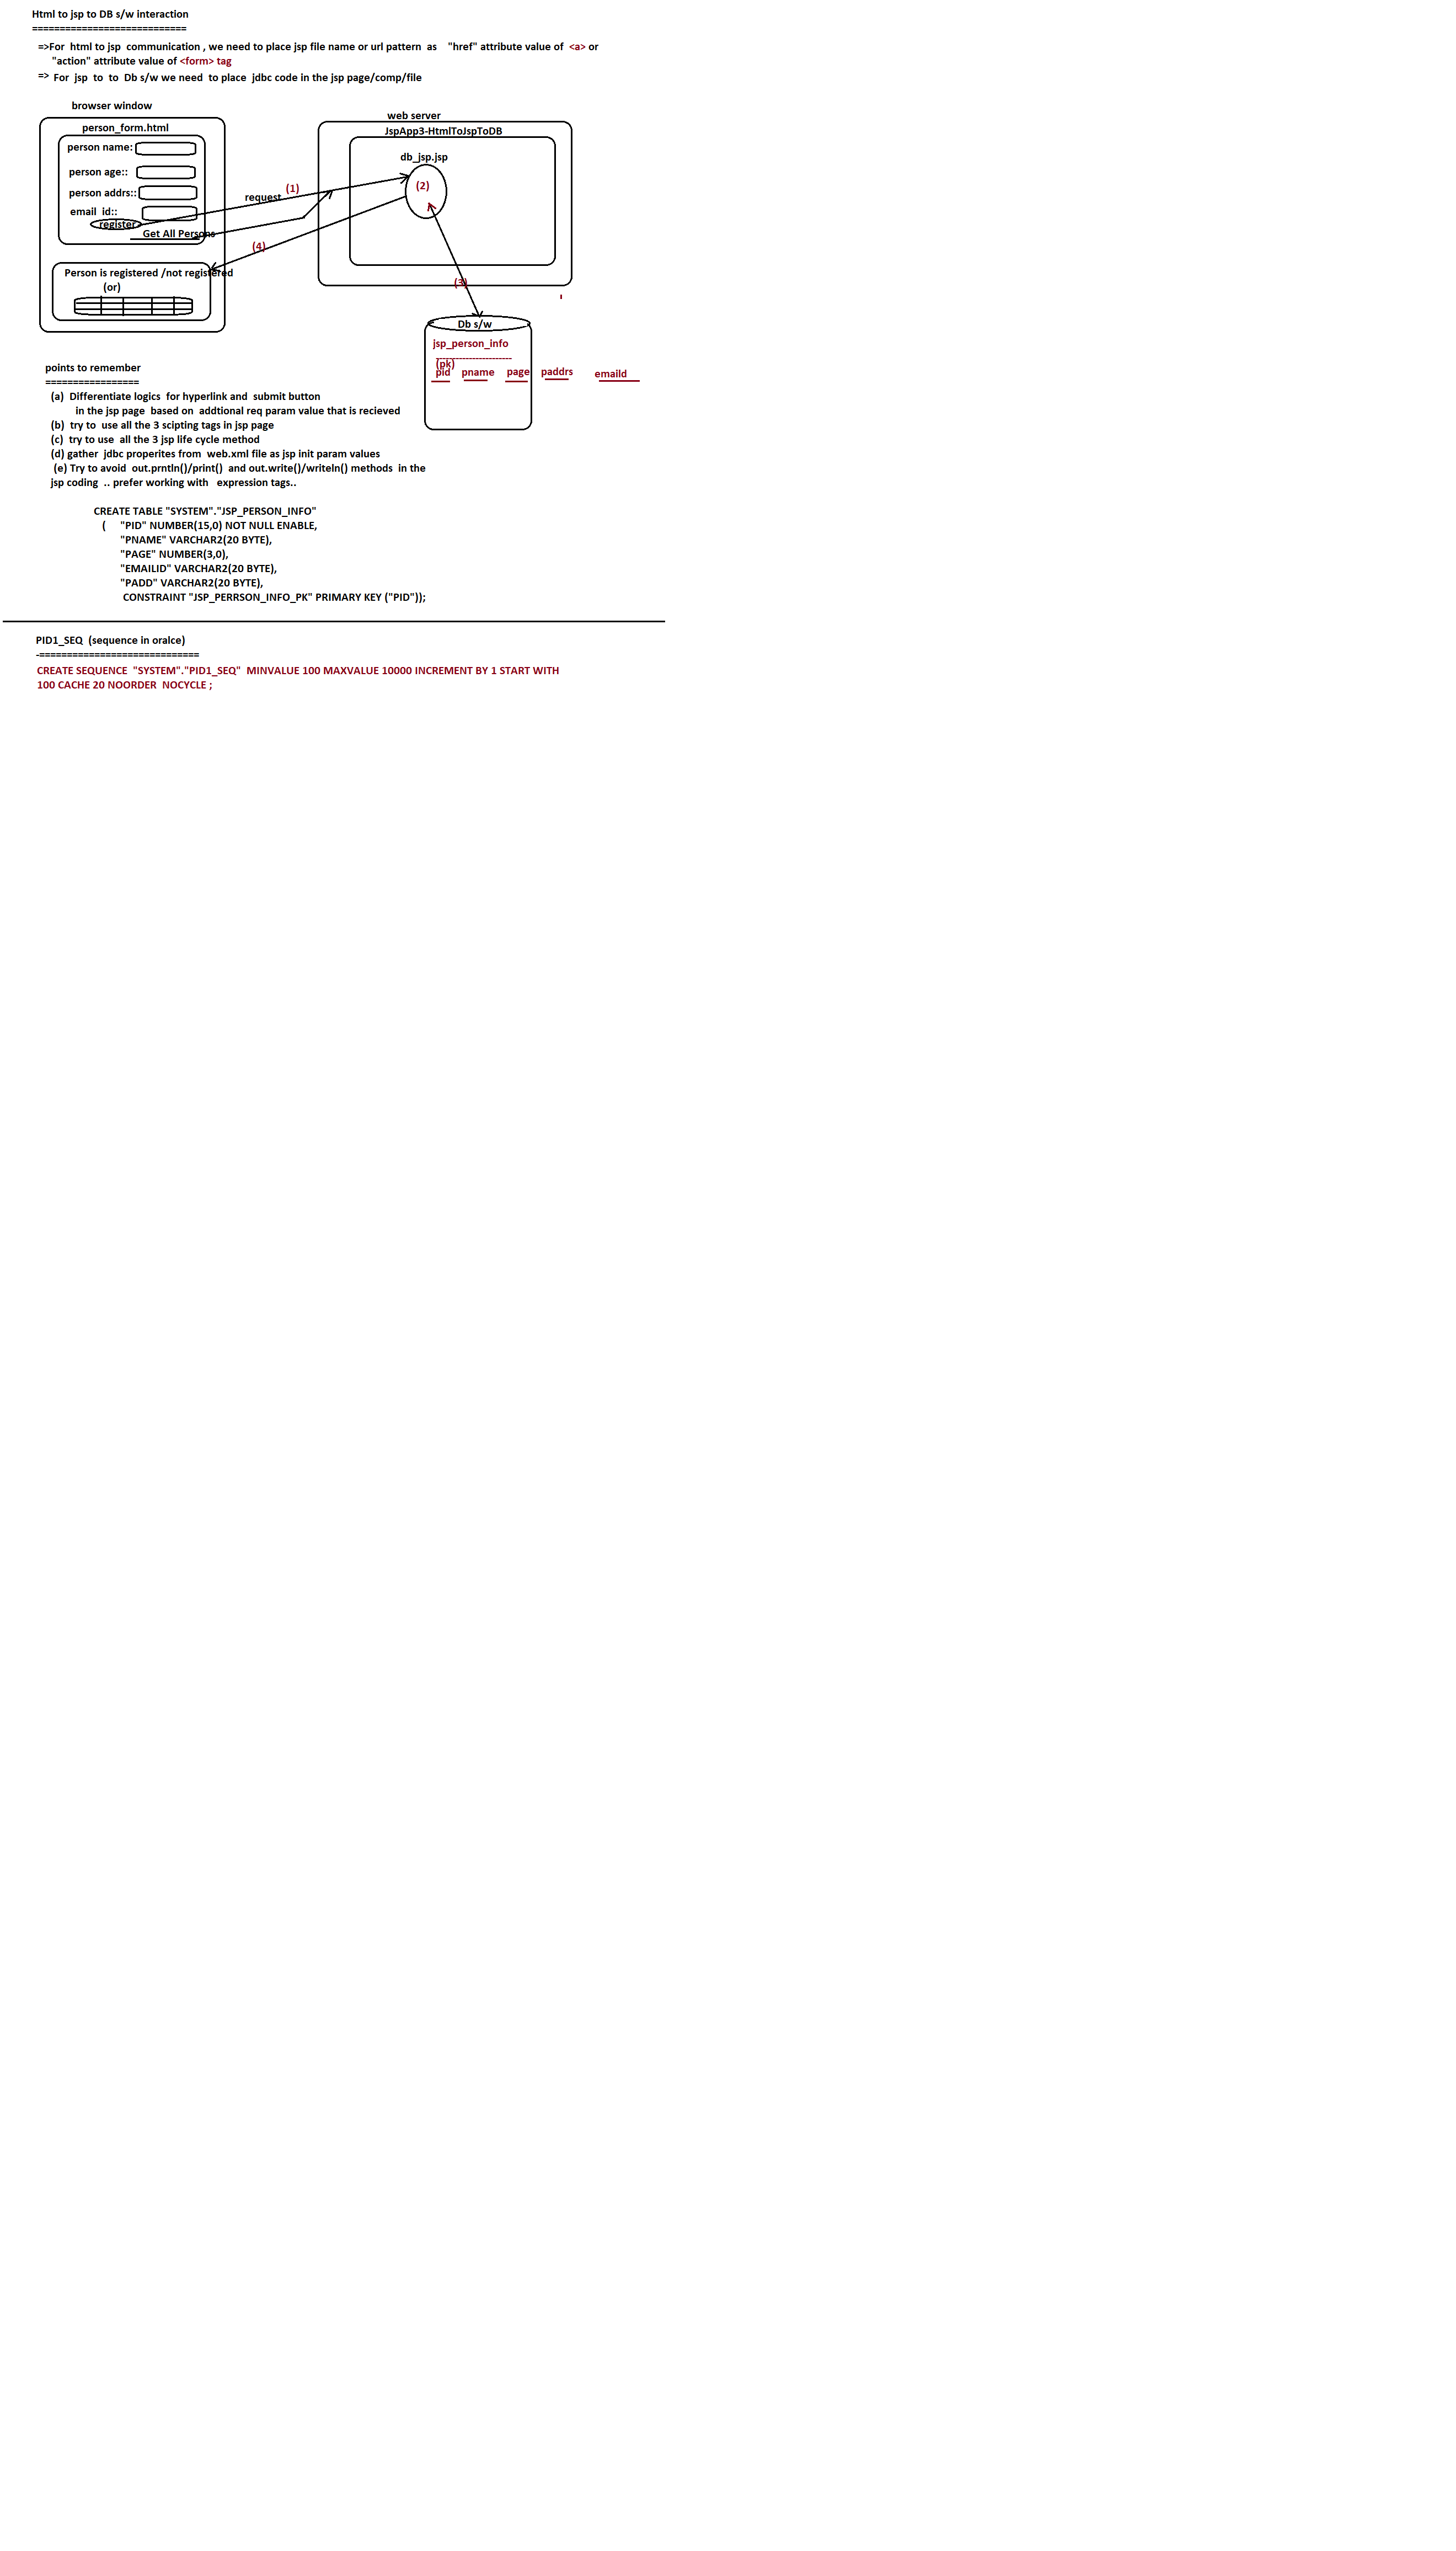 Html to jsp to DB s/w interaction
============================
=>For html to jsp communication , we need to place jsp file name or url pattern as "href" attribute value of <a> or
"action" attribute value of <form> tag
=> For jsp to to Db s/w we need to place jdbc code in the jsp page/comp/file
browser window
web server
person_form.html
JspApp3-HtmlToJspToDB
person name:
db_jsp.jsp
person age::
(2)
person addrs::
request (1)
email id::
register
Get All Persons
(4)
Person is registered /not registered
(or)
(3)
Db s/w
jsp_person_info
-----------------------
(pk)
pid pname page paddrs emaild
points to remember
=================
(a) Differentiate logics for hyperlink and submit button
in the jsp page based on addtional req param value that is recieved
(b) try to use all the 3 scipting tags in jsp page
(c) try to use all the 3 jsp life cycle method
(d) gather jdbc properites from web.xml file as jsp init param values
(e) Try to avoid out.prntln()/print() and out.write()/writeln() methods in the
jsp coding .. prefer working with expression tags..
CREATE TABLE "SYSTEM"."JSP_PERSON_INFO"
( "PID" NUMBER(15,0) NOT NULL ENABLE,
"PNAME" VARCHAR2(20 BYTE),
"PAGE" NUMBER(3,0),
"EMAILID" VARCHAR2(20 BYTE),
"PADD" VARCHAR2(20 BYTE),
CONSTRAINT "JSP_PERRSON_INFO_PK" PRIMARY KEY ("PID"));
PID1_SEQ (sequence in oralce)
-=============================
CREATE SEQUENCE "SYSTEM"."PID1_SEQ" MINVALUE 100 MAXVALUE 10000 INCREMENT BY 1 START WITH
100 CACHE 20 NOORDER NOCYCLE ;